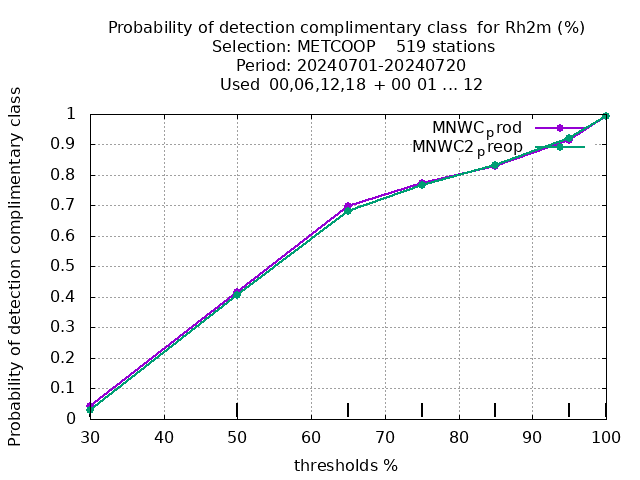 Probability of detection complimentary class  for Rh2m (%)
Selection: METCOOP    519 stations
Period: 20240701-20240720
Used  00,06,12,18  + 00 01 ... 12
Probability of detection complimentary class
1
0.9
0.8
0.7
0.6
0.5
0.4
0.3
0.2
0.1
0
MNWCprod
MNWC2preop
30 40 50 60 70 80 90 100
thresholds %